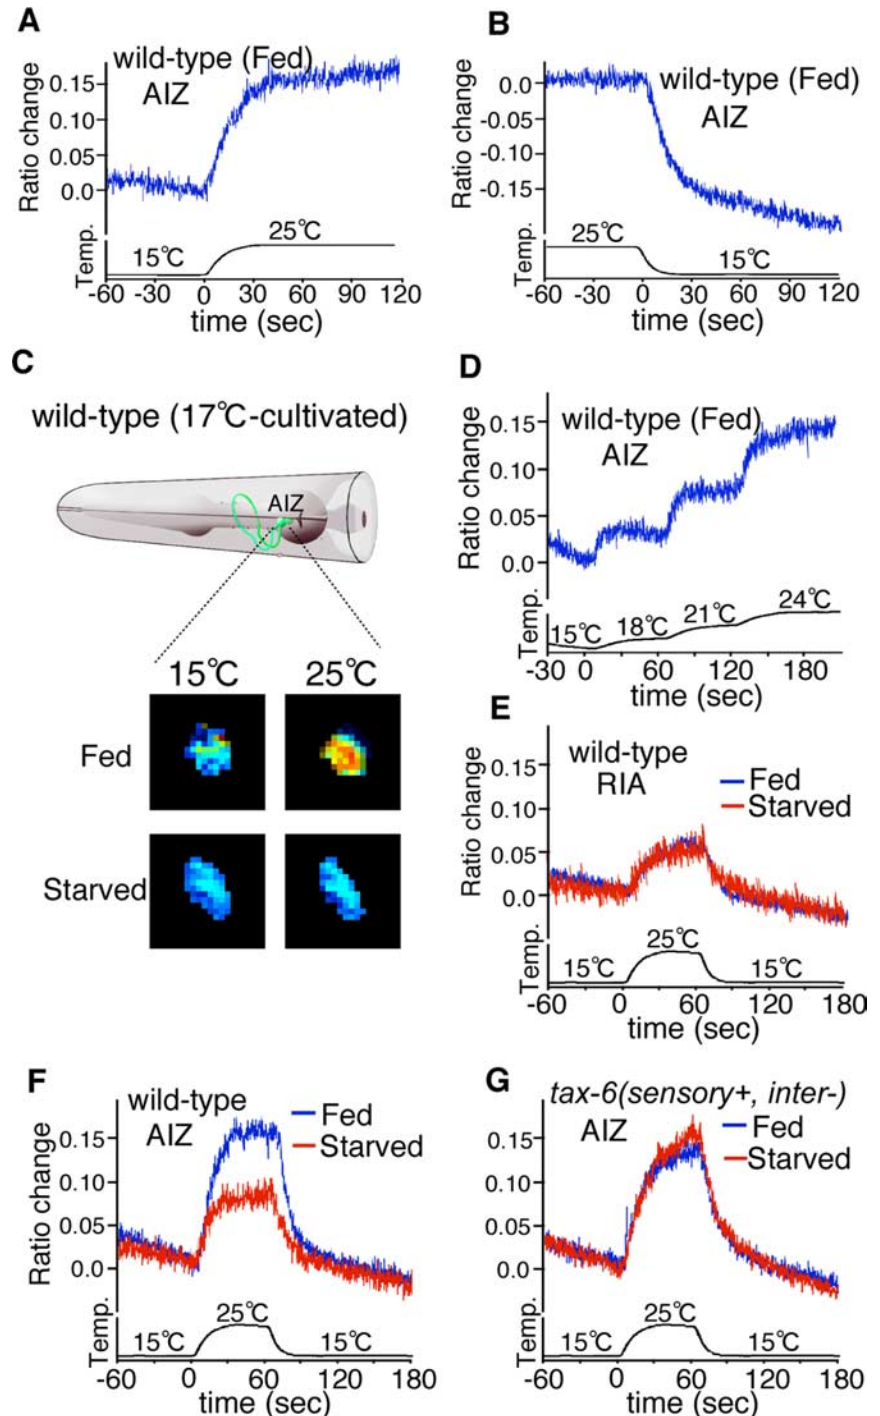 A
wild-type (Fed)
AIZ
Ratio change
0.15
0.10
0.05
0.0
Temp.
15℃
25℃
-60 -30 0 30 60 90 120
time (sec)
B
wild-type (Fed)
AIZ
Ratio change
0.0
-0.05
-0.10
-0.15
Temp.
25℃
15℃
-60 -30 0 30 60 90 120
time (sec)
C
wild-type (17℃-cultivated)
AIZ
15℃ 25℃
Fed
Starved
D
wild-type (Fed)
AIZ
Ratio change
0.15
0.10
0.05
0.0
Temp.
15℃ 18℃ 21℃ 24℃
-30 0 60 120 180
time (sec)
E
wild-type
RIA
Fed
Starved
Ratio change
0.15
0.10
0.05
0.0
Temp.
15℃ 25℃ 15℃
-60 0 60 120 180
time (sec)
F
wild-type
AIZ
Fed
Starved
Ratio change
0.15
0.10
0.05
0.0
Temp.
15℃ 25℃ 15℃
-60 0 60 120 180
time (sec)
G
tax-6(sensory+, inter-)
AIZ
Fed
Starved
Ratio change
0.15
0.10
0.05
0.0
Temp.
15℃ 25℃ 15℃
-60 0 60 120 180
time (sec)